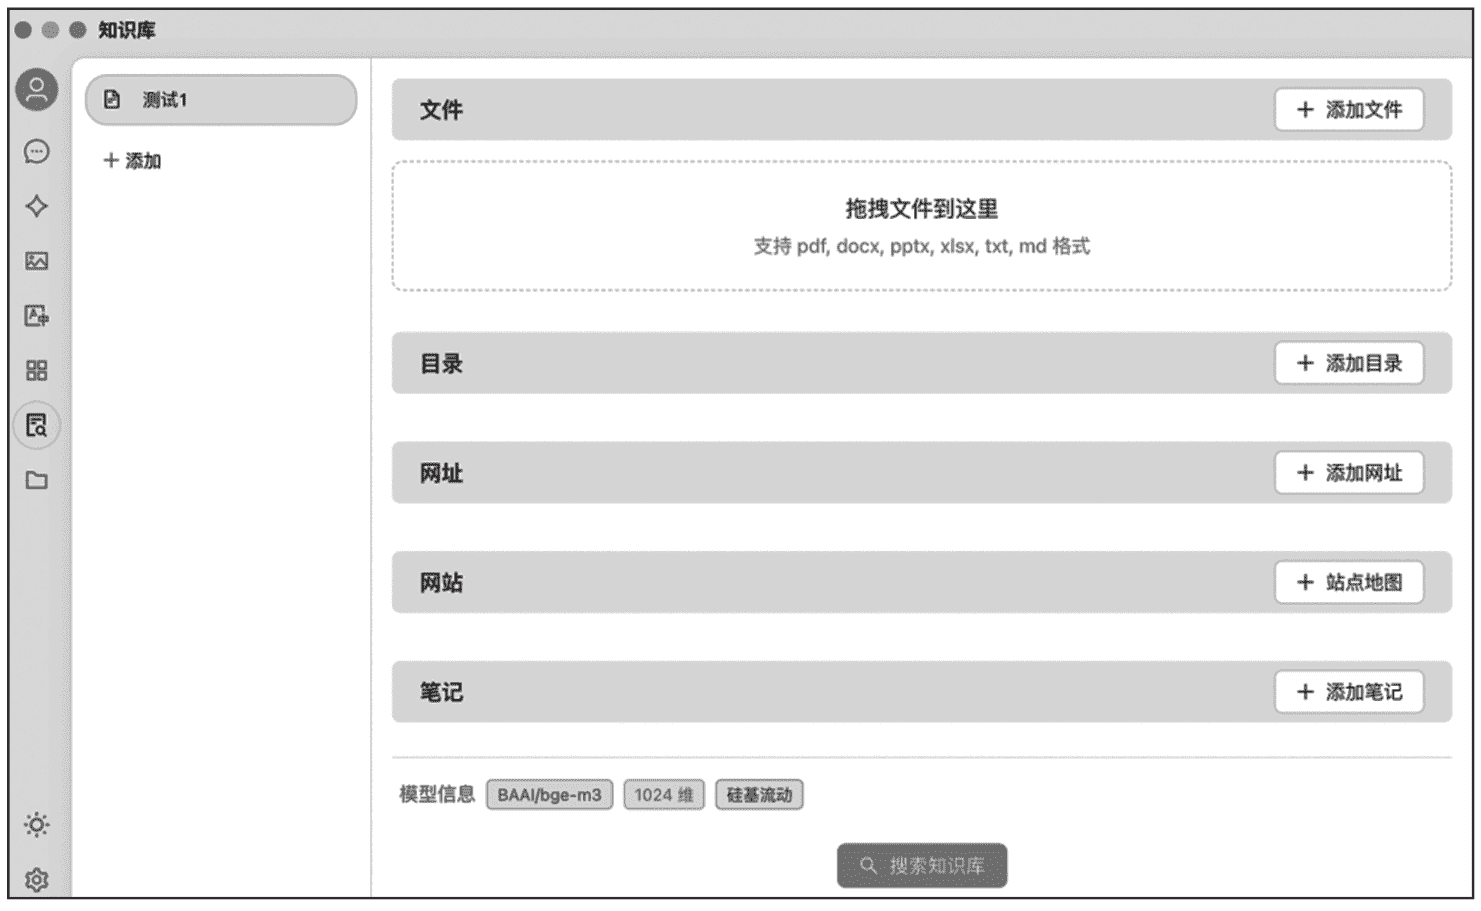 知识库
测试1
+ 添加
文件
+ 添加文件
拖拽文件到这里
支持 pdf, docx, pptx, xlsx, txt, md 格式
目录
+ 添加目录
网址
+ 添加网址
网站
+ 站点地图
笔记
+ 添加笔记
模型信息 BAAI/bge-m3 1024 维 硅基流动
搜索知识库